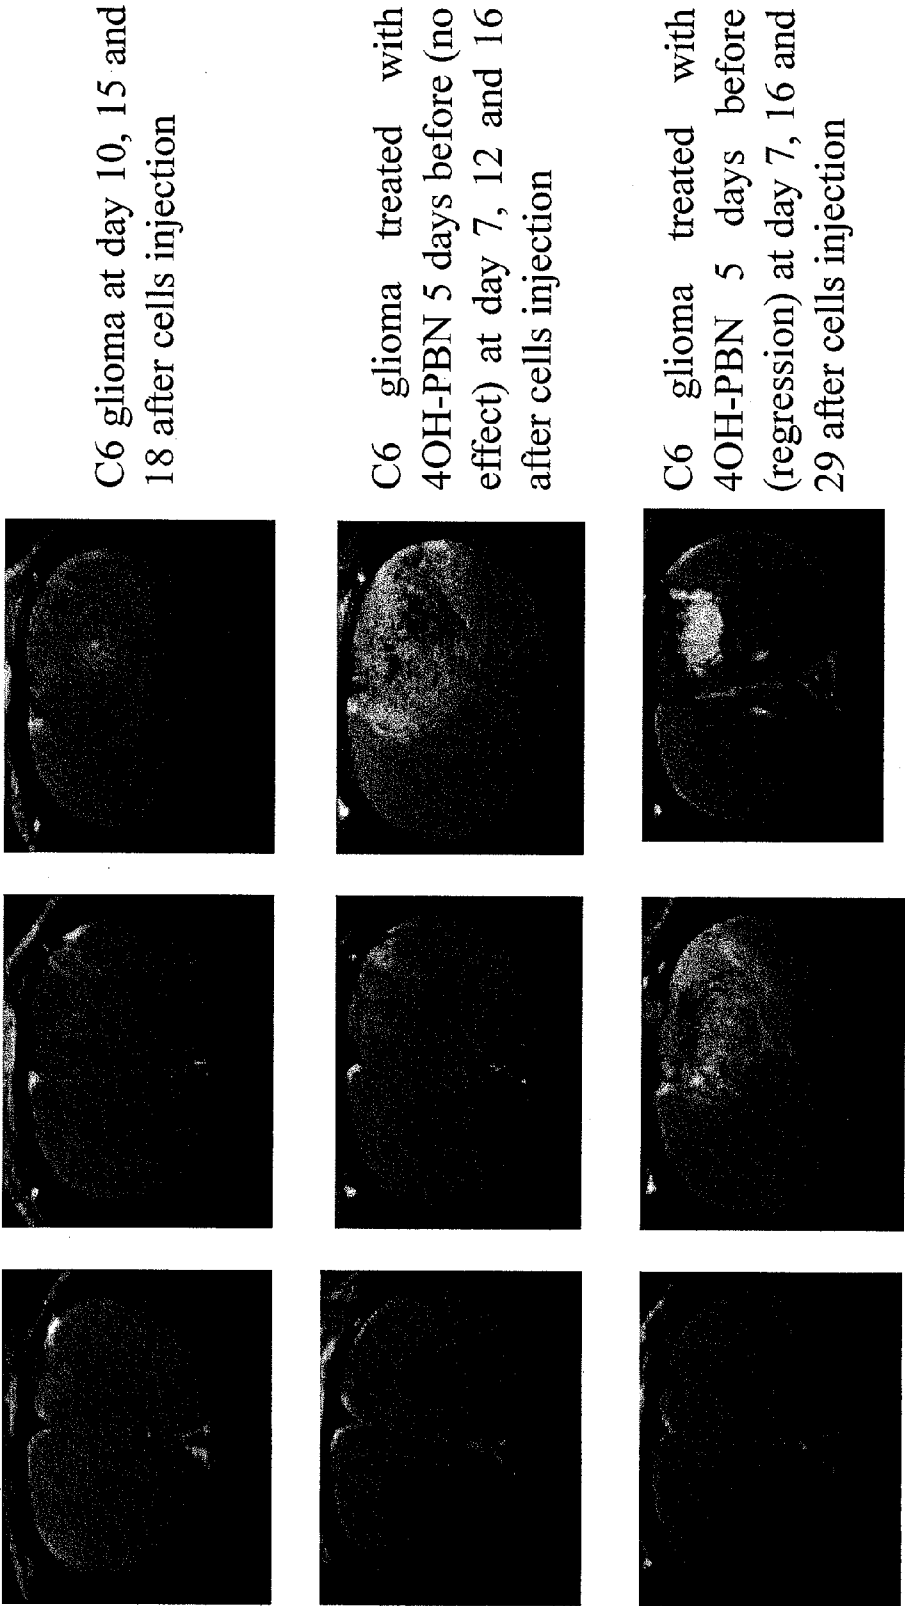 C6 glioma at day 10, 15 and
18 after cells injection
C6 glioma treated with
4OH-PBN 5 days before (no
effect) at day 7, 12 and 16
after cells injection
C6 glioma treated with
4OH-PBN 5 days before
(regression) at day 7, 16 and
29 after cells injection